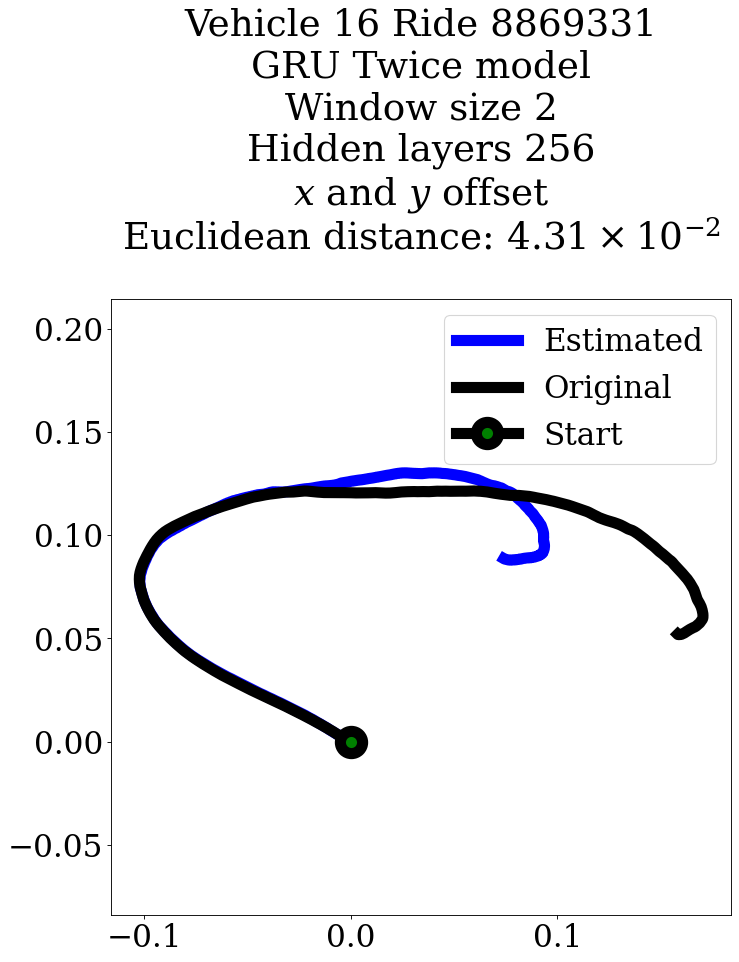 Vehicle 16 Ride 8869331
GRU Twice model
Window size 2
Hidden layers 256
x and y offset
Euclidean distance: 4.31 × 10⁻²
Estimated
Original
Start
0.20
0.15
0.10
0.05
0.00
−0.05
−0.1 0.0 0.1